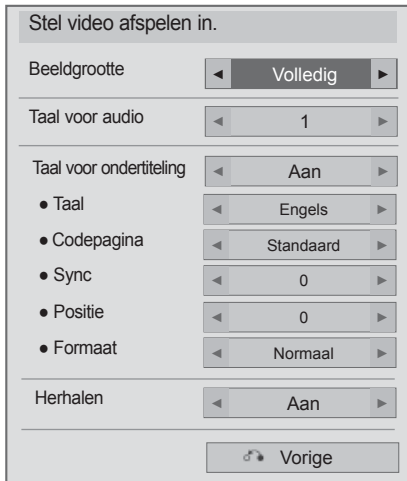 Stel video afspelen in.
Beeldgrootte ◄ Volledig ►
Taal voor audio ◄ 1 ►
Taal voor ondertiteling ◄ Aan ►
● Taal ◄ Engels ►
● Codepagina ◄ Standaard ►
● Sync ◄ 0 ►
● Positie ◄ 0 ►
● Formaat ◄ Normaal ►
Herhalen ◄ Aan ►
Vorige